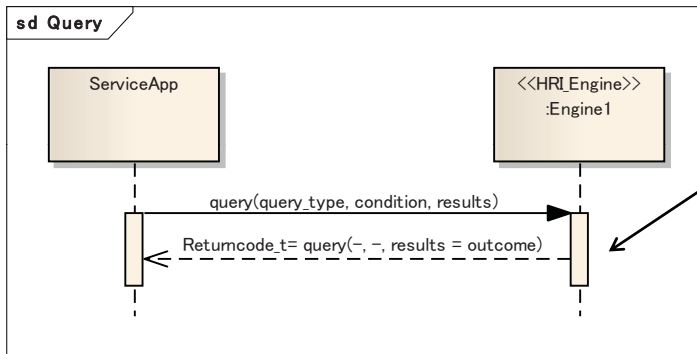 sd Query
ServiceApp
<<HRI_Engine>>
:Engine1
query(query_type, condition, results)
Returncode_t= query(-, -, results = outcome)